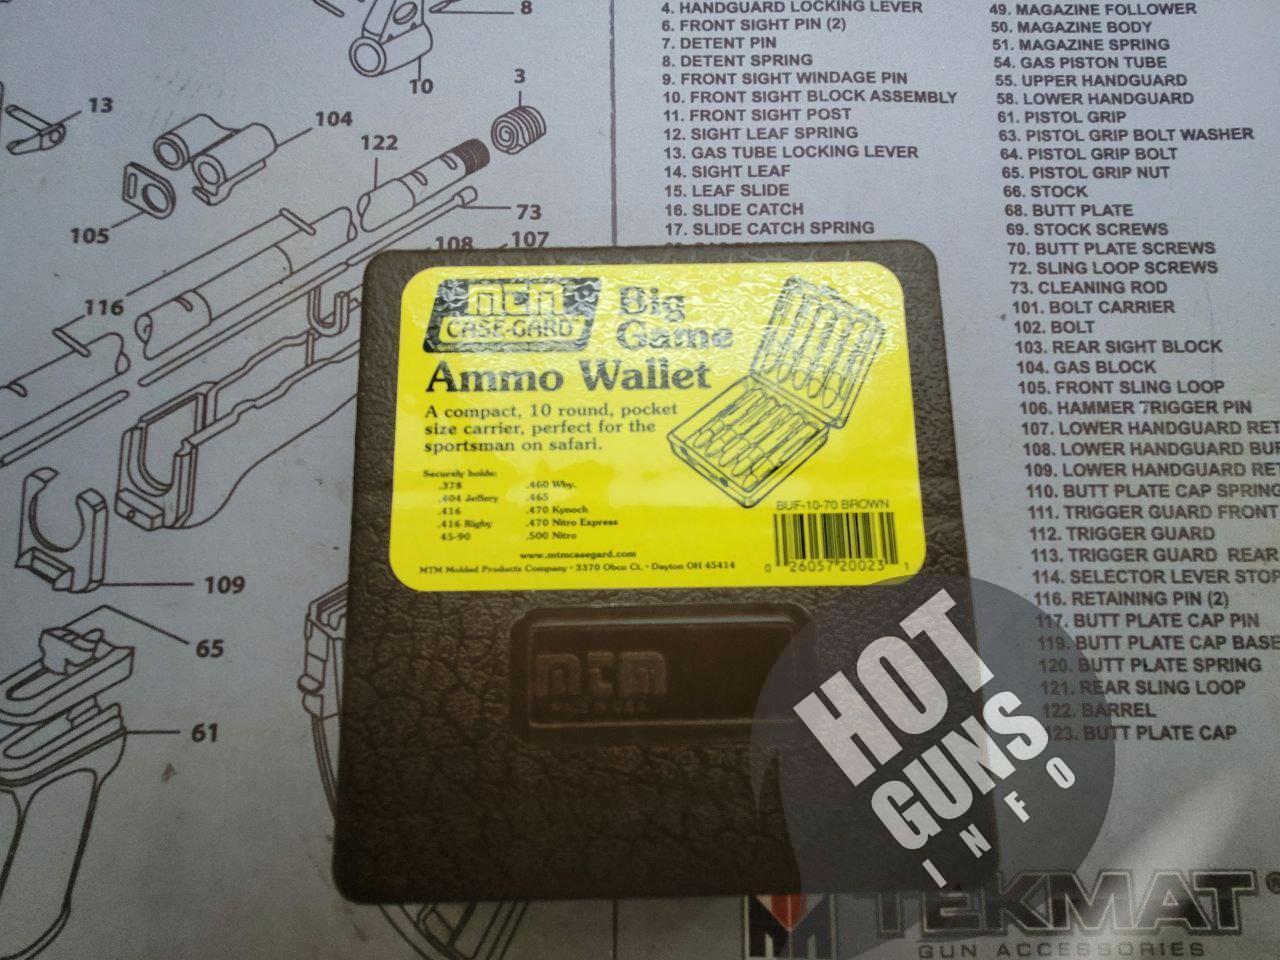 8
10
3
13
104
122
105
73
108
107
116
109
65
61
4. HANDGUARD LOCKING LEVER
6. FRONT SIGHT PIN (2)
7. DETENT PIN
8. DETENT SPRING
9. FRONT SIGHT WINDAGE PIN
10. FRONT SIGHT BLOCK ASSEMBLY
11. FRONT SIGHT POST
12. SIGHT LEAF SPRING
13. GAS TUBE LOCKING LEVER
14. SIGHT LEAF
15. LEAF SLIDE
16. SLIDE CATCH
17. SLIDE CATCH SPRING
49. MAGAZINE FOLLOWER
50. MAGAZINE BODY
51. MAGAZINE SPRING
54. GAS PISTON TUBE
55. UPPER HANDGUARD
58. LOWER HANDGUARD
61. PISTOL GRIP
63. PISTOL GRIP BOLT WASHER
64. PISTOL GRIP BOLT
65. PISTOL GRIP NUT
66. STOCK
68. BUTT PLATE
69. STOCK SCREWS
70. BUTT PLATE SCREWS
72. SLING LOOP SCREWS
73. CLEANING ROD
101. BOLT CARRIER
102. BOLT
103. REAR SIGHT BLOCK
104. GAS BLOCK
105. FRONT SLING LOOP
106. HAMMER TRIGGER PIN
107. LOWER HANDGUARD RET
108. LOWER HANDGUARD BU
109. LOWER HANDGUARD RE
110. BUTT PLATE CAP SPRING
111. TRIGGER GUARD FRONT
112. TRIGGER GUARD
113. TRIGGER GUARD REAR
114. SELECTOR LEVER STOP
116. RETAINING PIN (2)
117. BUTT PLATE CAP PIN
119. BUTT PLATE CAP BASE
120. BUTT PLATE SPRING
121. REAR SLING LOOP
122. BARREL
123. BUTT PLATE CAP
MTM
CASE-GARD
Big
Game
Ammo Wallet
A compact, 10 round, pocket
size carrier, perfect for the
sportsman on safari.
Securely holds:
.378
.404 Jeffery
.416
.416 Rigby
45-90
.460 Wby.
.465
.470 Kynoch
.470 Nitro Express
.500 Nitro
BUF-10-70 BROWN
0 26057 20023 1
www.mtmcasegard.com
MTM Molded Products Company • 3370 Obco Ct. • Dayton OH 45414
MTM
MADE IN U.S.A.
HOT
GUNS
INFO
TEKMAT®
GUN ACCESSORIES